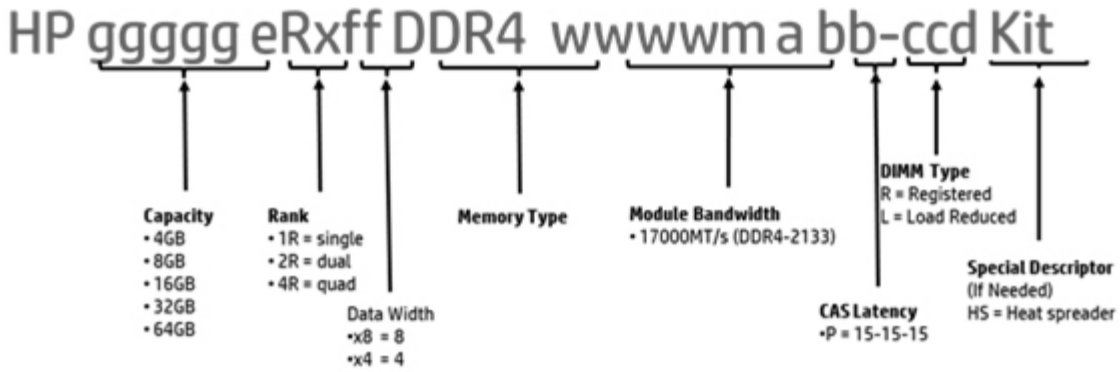 HP ggggg eRxff DDR4 wwwwm a bb-ccd Kit
Capacity
• 4GB
• 8GB
• 16GB
• 32GB
• 64GB
Rank
• 1R = single
• 2R = dual
• 4R = quad
Data Width
•x8 = 8
•x4 = 4
Memory Type
Module Bandwidth
• 17000MT/s (DDR4-2133)
CAS Latency
•P = 15-15-15
DIMM Type
R = Registered
L = Load Reduced
Special Descriptor
(If Needed)
HS = Heat spreader